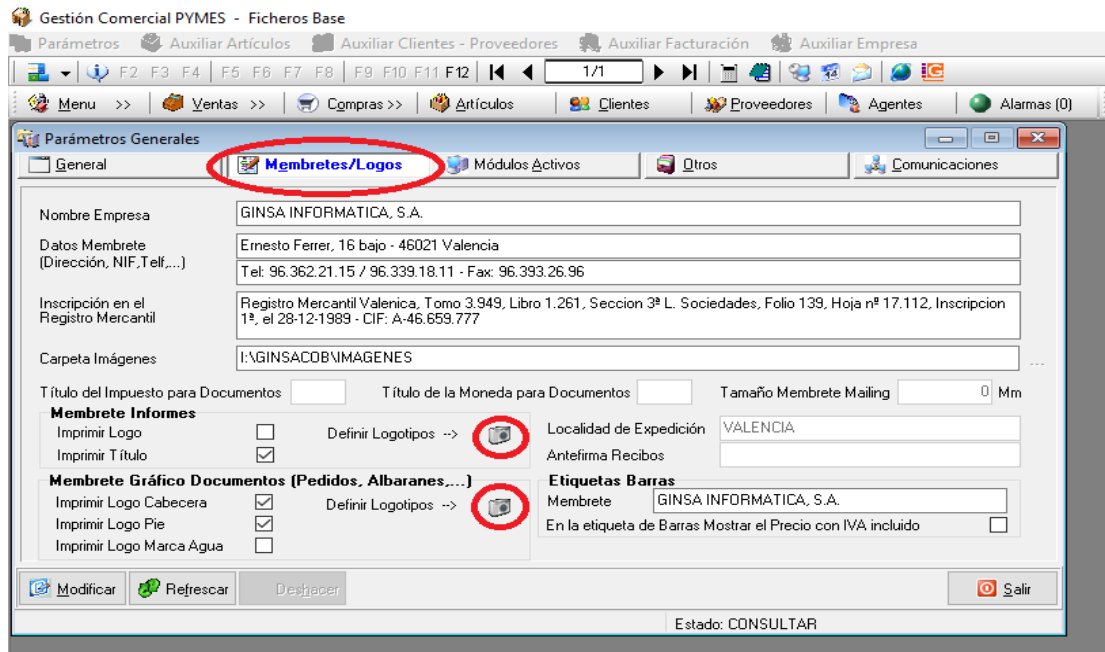 Gestión Comercial PYMES - Ficheros Base
Parámetros Auxiliar Artículos Auxiliar Clientes - Proveedores Auxiliar Facturación Auxiliar Empresa
F2 F3 F4 F5 F6 F7 F8 F9 F10 F11 F12 1/1
Menu >> Ventas >> Compras >> Artículos Clientes Proveedores Agentes Alarmas (0)
Parámetros Generales
General Membretes/Logos Módulos Activos Otros Comunicaciones
Nombre Empresa GINSA INFORMATICA, S.A.
Datos Membrete Ernesto Ferrer, 16 bajo - 46021 Valencia
(Dirección, NIF,Telf,...) Tel: 96.362.21.15 / 96.339.18.11 - Fax: 96.393.26.96
Inscripción en el Registro Mercantil Valenica, Tomo 3.949, Libro 1.261, Seccion 3ª L. Sociedades, Folio 139, Hoja nº 17.112, Inscripcion
Registro Mercantil 1ª, el 28-12-1989 - CIF: A-46.659.777
Carpeta Imágenes I:\GINSACOB\IMAGENES ...
Título del Impuesto para Documentos Título de la Moneda para Documentos Tamaño Membrete Mailing 0 Mm
Membrete Informes
Imprimir Logo Definir Logotipos --> Localidad de Expedición VALENCIA
Imprimir Título Antefirma Recibos
Membrete Gráfico Documentos (Pedidos, Albaranes,...) Etiquetas Barras
Imprimir Logo Cabecera Definir Logotipos --> Membrete GINSA INFORMATICA, S.A.
Imprimir Logo Pie En la etiqueta de Barras Mostrar el Precio con IVA incluido
Imprimir Logo Marca Agua
Modificar Refrescar Deshacer Salir
Estado: CONSULTAR